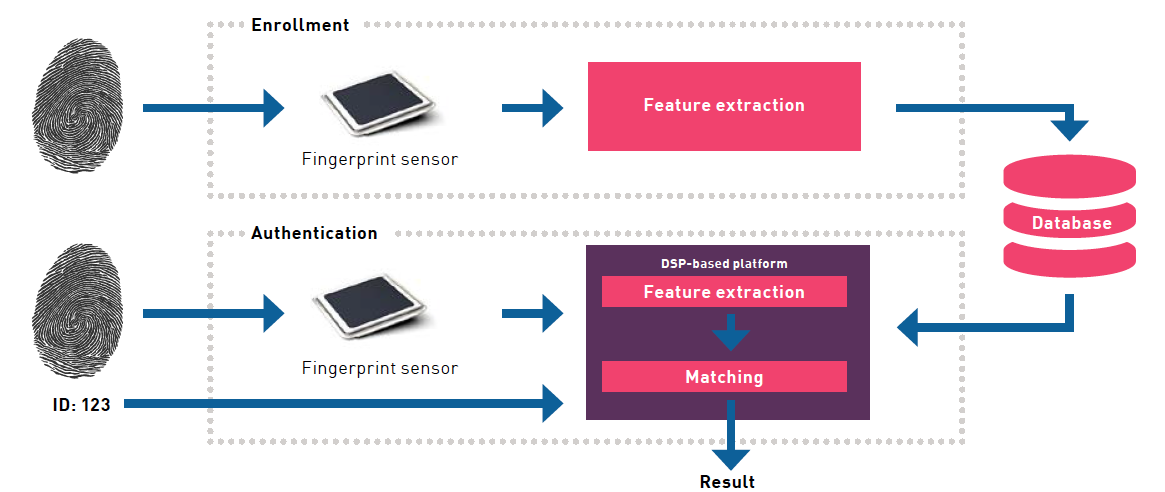 Enrollment
Feature extraction
Fingerprint sensor
Database
Authentication
DSP-based platform
Feature extraction
Fingerprint sensor
Matching
ID: 123
Result